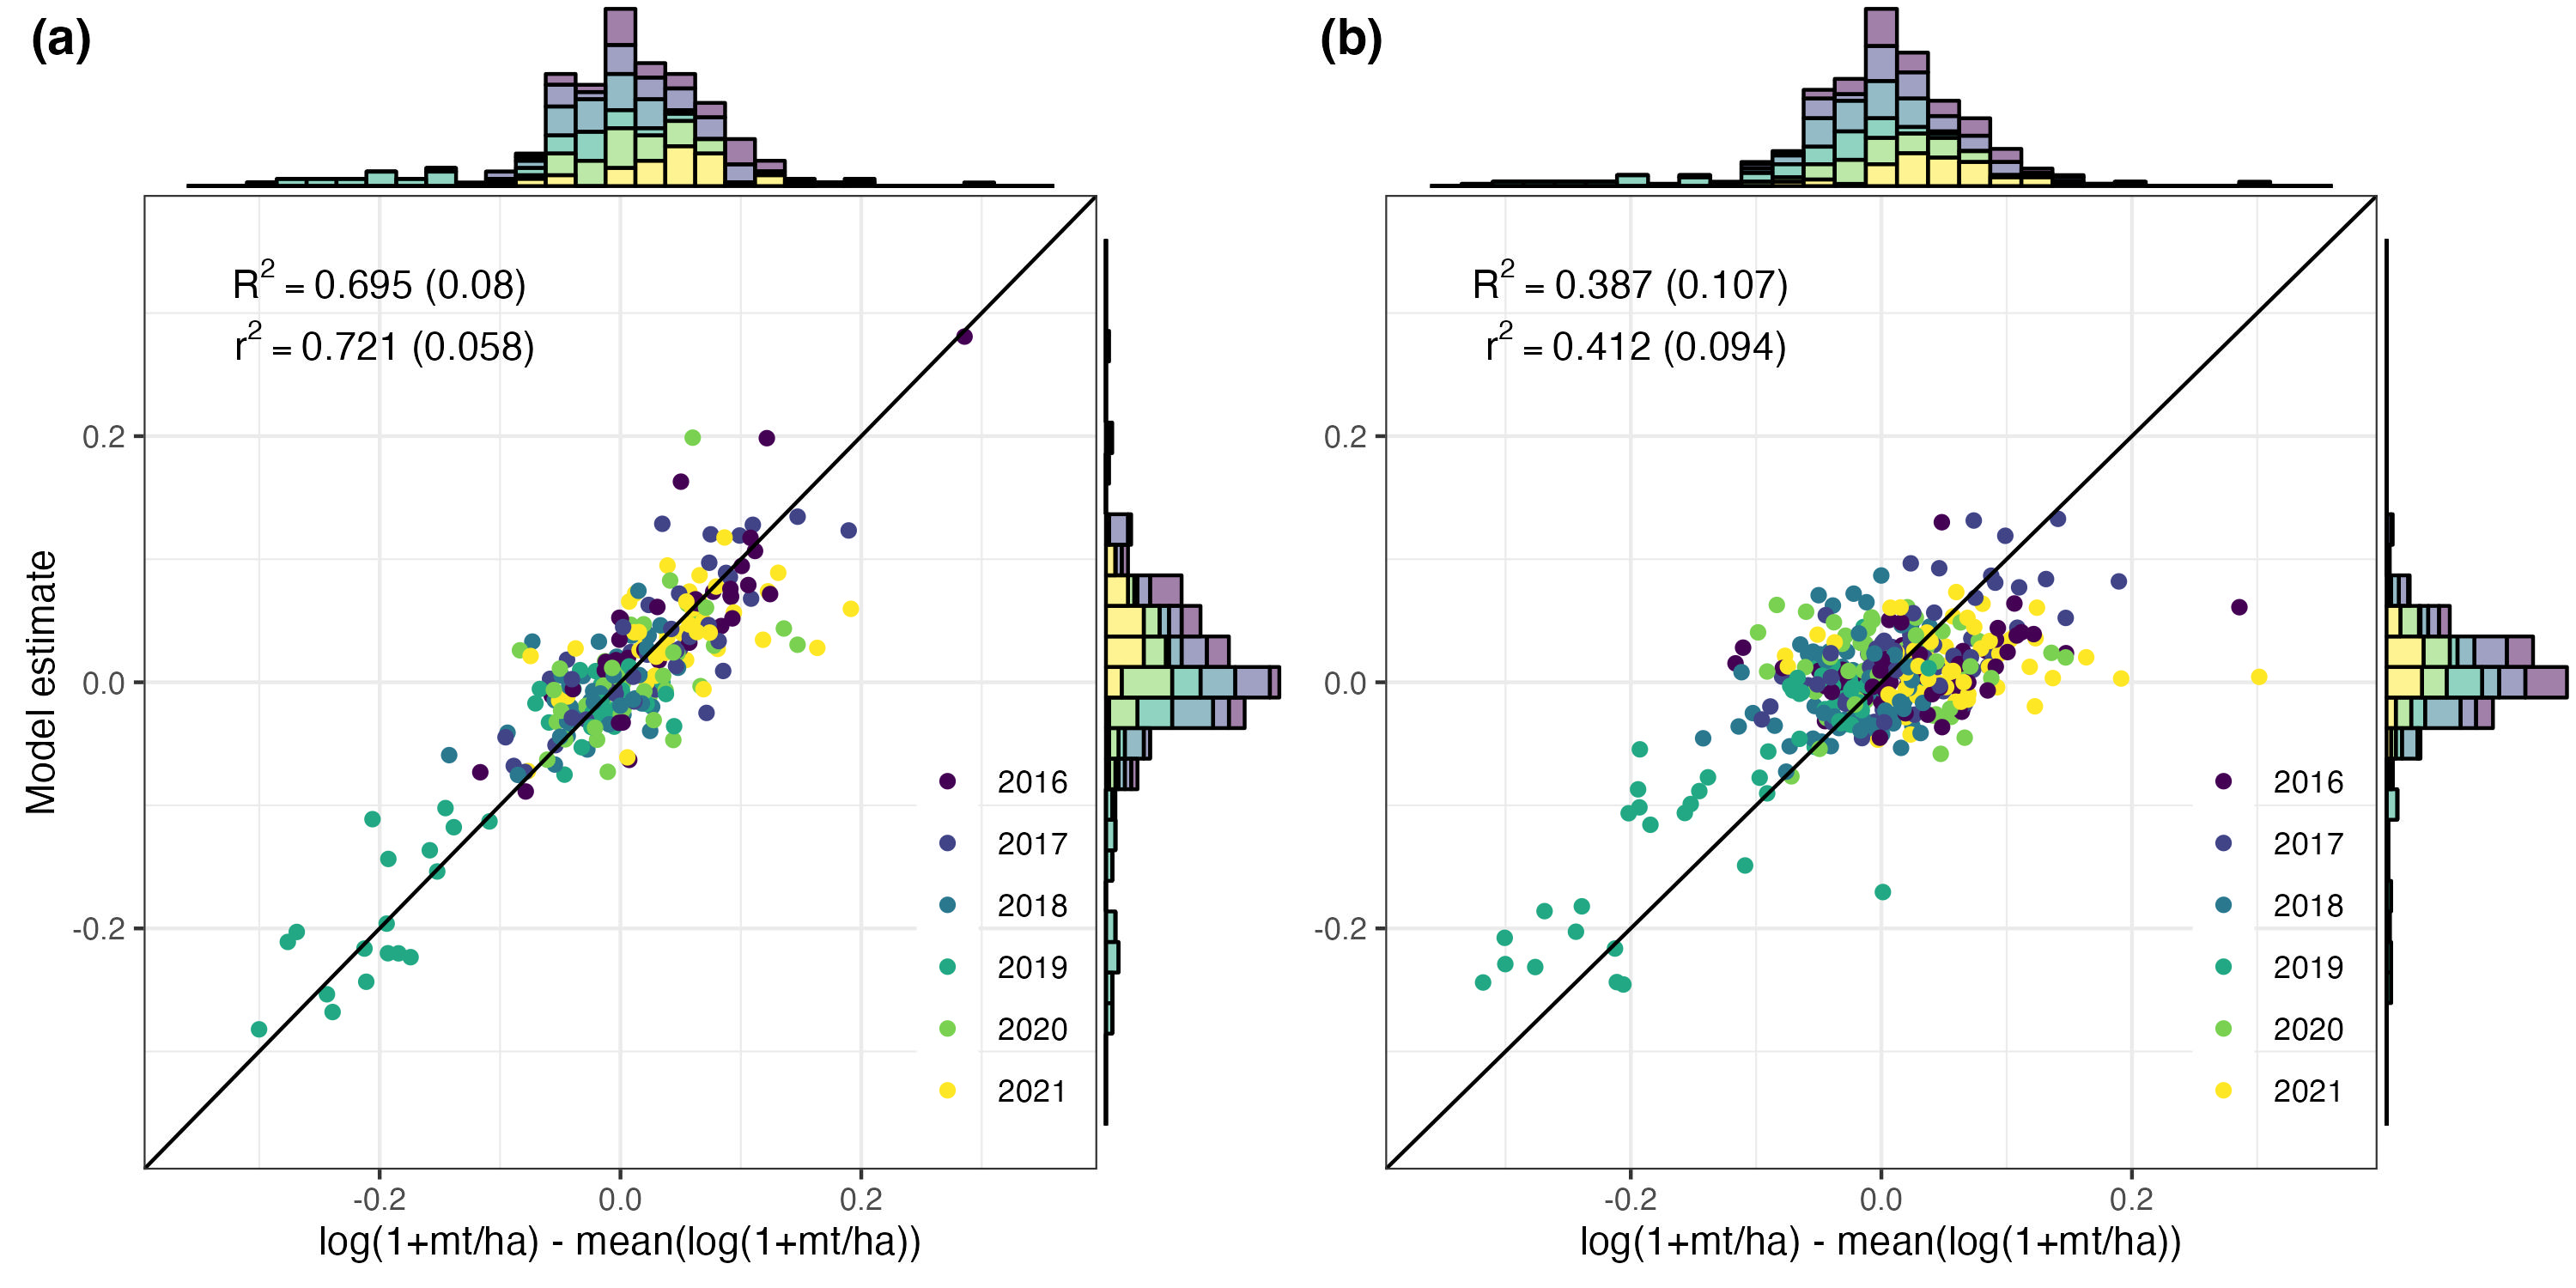 (a)
R² = 0.695 (0.08)
r² = 0.721 (0.058)
Model estimate
0.2
0.0
-0.2
-0.2 0.0 0.2
log(1+mt/ha) - mean(log(1+mt/ha))
2016
2017
2018
2019
2020
2021
(b)
R² = 0.387 (0.107)
r² = 0.412 (0.094)
0.2
0.0
-0.2
-0.2 0.0 0.2
log(1+mt/ha) - mean(log(1+mt/ha))
2016
2017
2018
2019
2020
2021